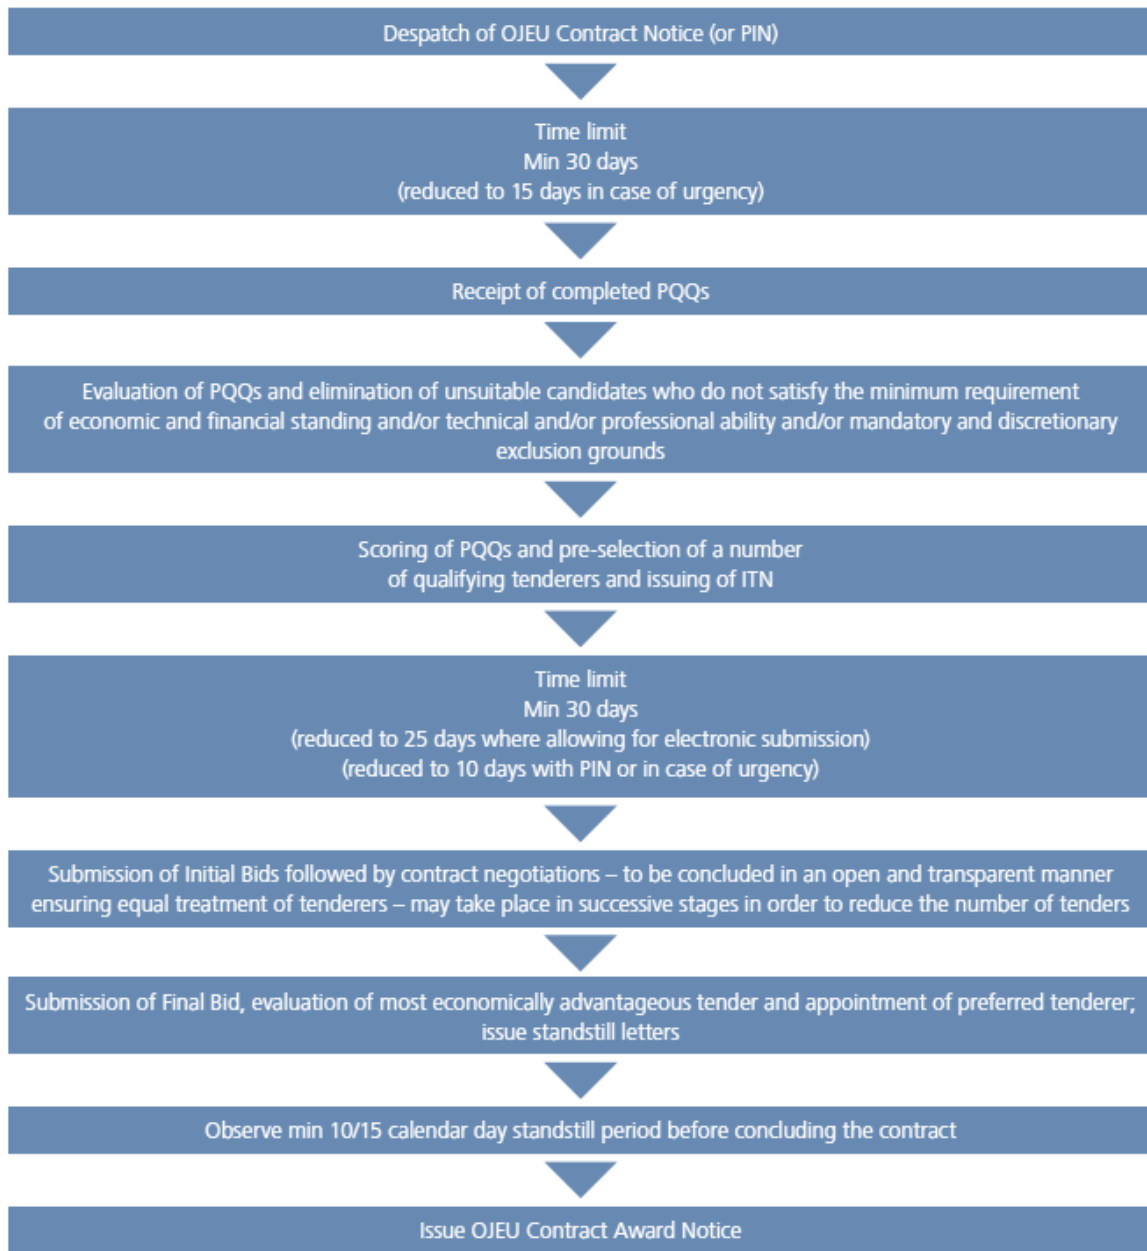 Despatch of OJEU Contract Notice (or PIN)
Time limit
Min 30 days
(reduced to 15 days in case of urgency)
Receipt of completed PQQs
Evaluation of PQQs and elimination of unsuitable candidates who do not satisfy the minimum requirement
of economic and financial standing and/or technical and/or professional ability and/or mandatory and discretionary
exclusion grounds
Scoring of PQQs and pre-selection of a number
of qualifying tenderers and issuing of ITN
Time limit
Min 30 days
(reduced to 25 days where allowing for electronic submission)
(reduced to 10 days with PIN or in case of urgency)
Submission of Initial Bids followed by contract negotiations – to be concluded in an open and transparent manner
ensuring equal treatment of tenderers – may take place in successive stages in order to reduce the number of tenders
Submission of Final Bid, evaluation of most economically advantageous tender and appointment of preferred tenderer;
issue standstill letters
Observe min 10/15 calendar day standstill period before concluding the contract
Issue OJEU Contract Award Notice